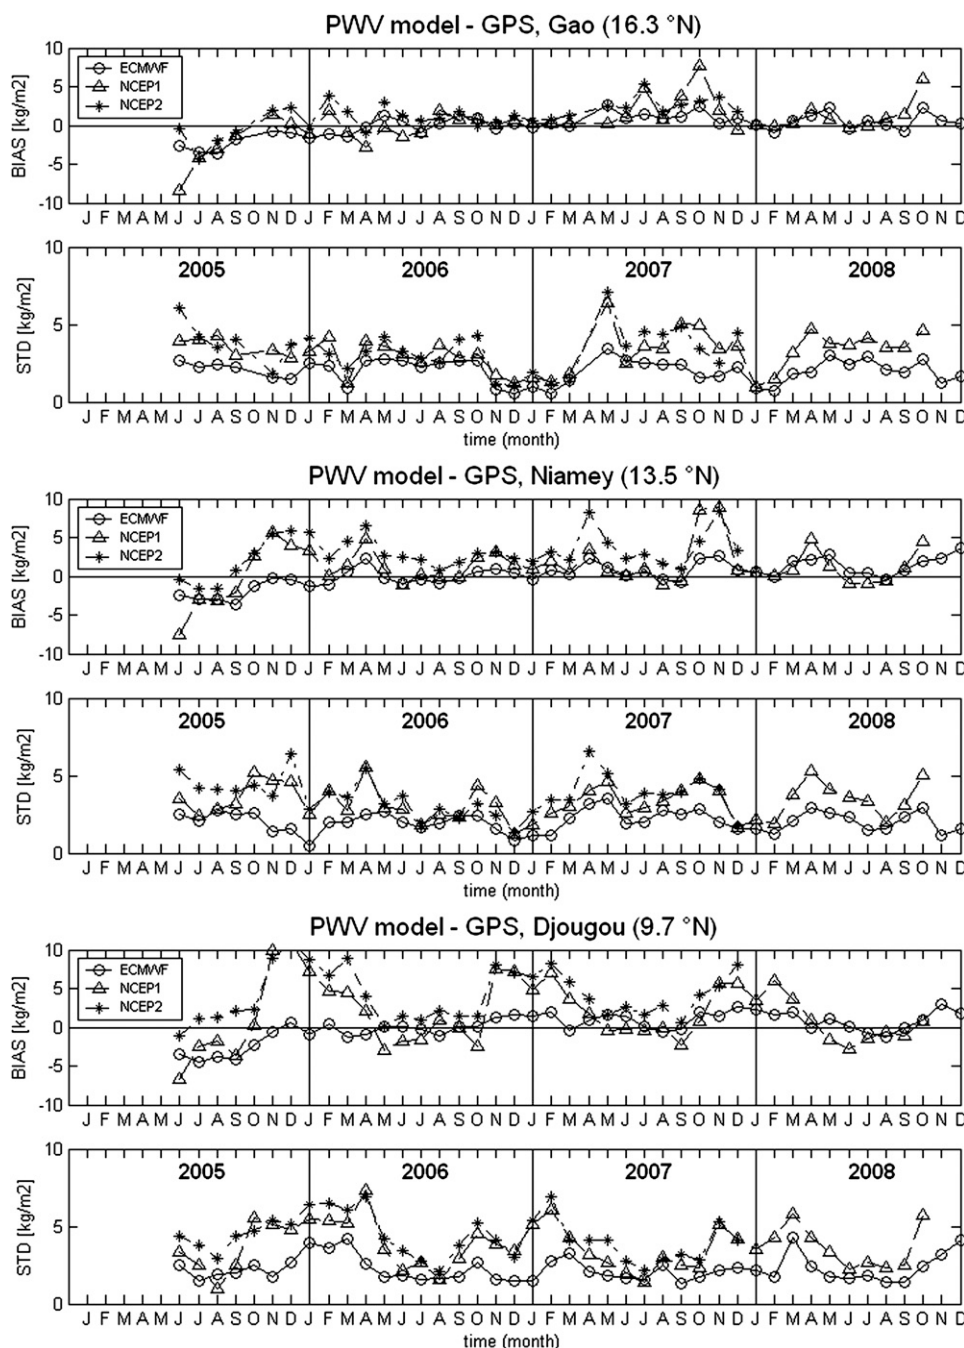 PWV model - GPS, Gao (16.3 °N)
10
5
0
-5
-10
BIAS [kg/m2]
ECMWF
NCEP1
NCEP2
J F M A M J J A S O N D J F M A M J J A S O N D J F M A M J J A S O N D J F M A M J J A S O N D
10
5
0
STD [kg/m2]
2005 2006 2007 2008
J F M A M J J A S O N D J F M A M J J A S O N D J F M A M J J A S O N D J F M A M J J A S O N D
time (month)
PWV model - GPS, Niamey (13.5 °N)
10
5
0
-5
-10
BIAS [kg/m2]
ECMWF
NCEP1
NCEP2
J F M A M J J A S O N D J F M A M J J A S O N D J F M A M J J A S O N D J F M A M J J A S O N D
10
5
0
STD [kg/m2]
2005 2006 2007 2008
J F M A M J J A S O N D J F M A M J J A S O N D J F M A M J J A S O N D J F M A M J J A S O N D
time (month)
PWV model - GPS, Djougou (9.7 °N)
10
5
0
-5
-10
BIAS [kg/m2]
ECMWF
NCEP1
NCEP2
J F M A M J J A S O N D J F M A M J J A S O N D J F M A M J J A S O N D J F M A M J J A S O N D
10
5
0
STD [kg/m2]
2005 2006 2007 2008
J F M A M J J A S O N D J F M A M J J A S O N D J F M A M J J A S O N D J F M A M J J A S O N D
time (month)